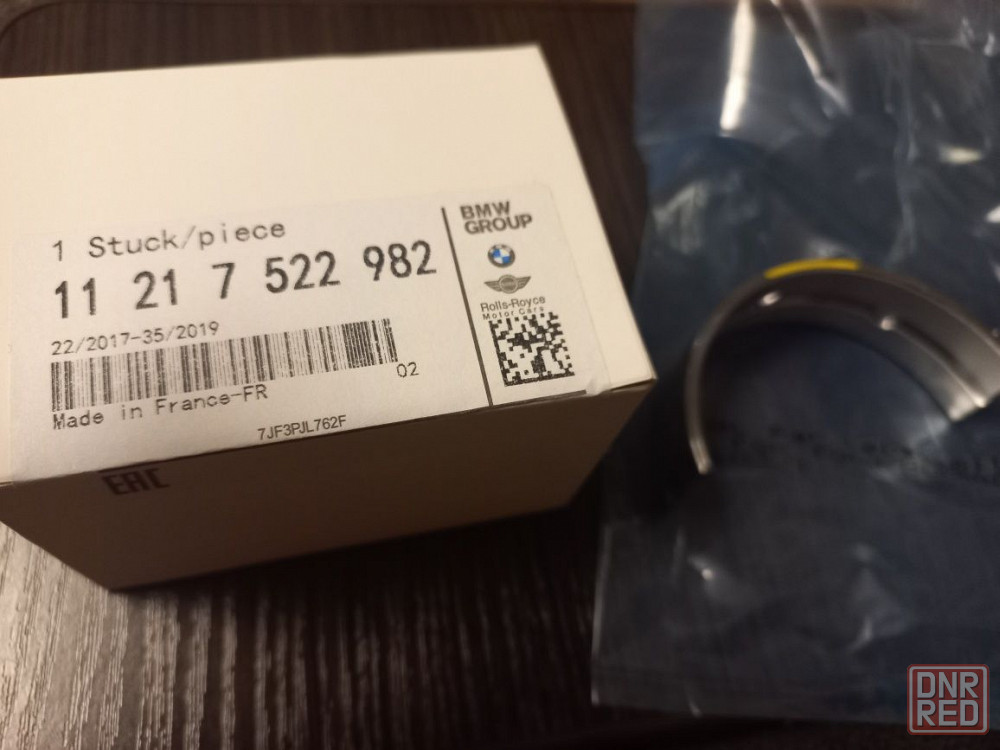 1 Stuck/piece
11 21 7 522 982
22/2017-35/2019
02
Made in France-FR
7JF3PJL762F
BMW
GROUP
Rolls-Royce
Motor Cars
EAC
DNR
RED